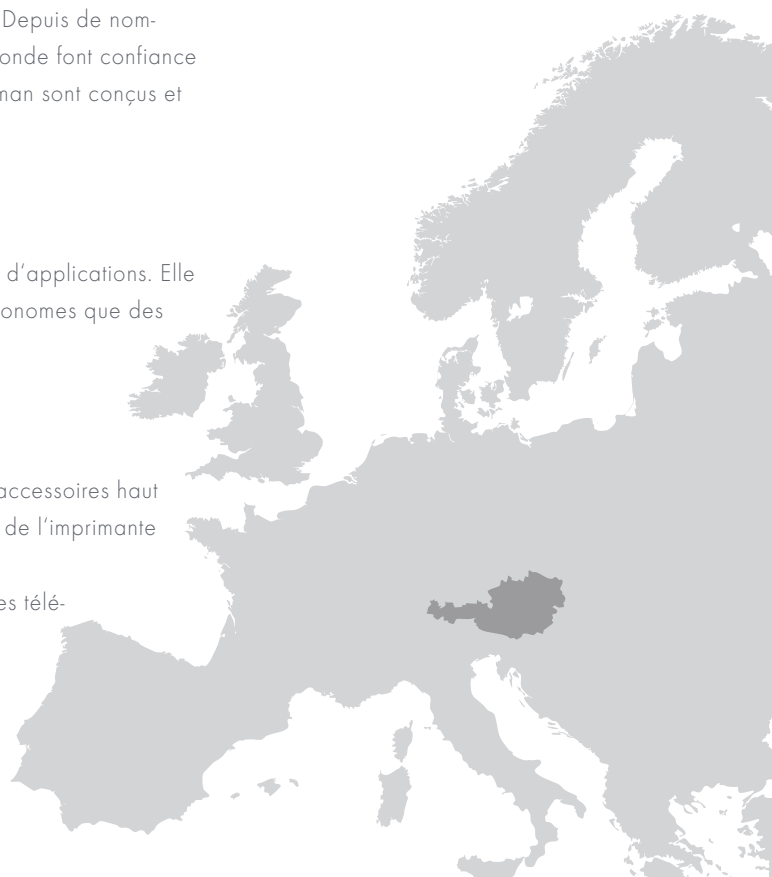 Depuis de nom-
onde font confiance
man sont conçus et
d’applications. Elle
onomes que des
accessoires haut
de l’imprimante
es télé-